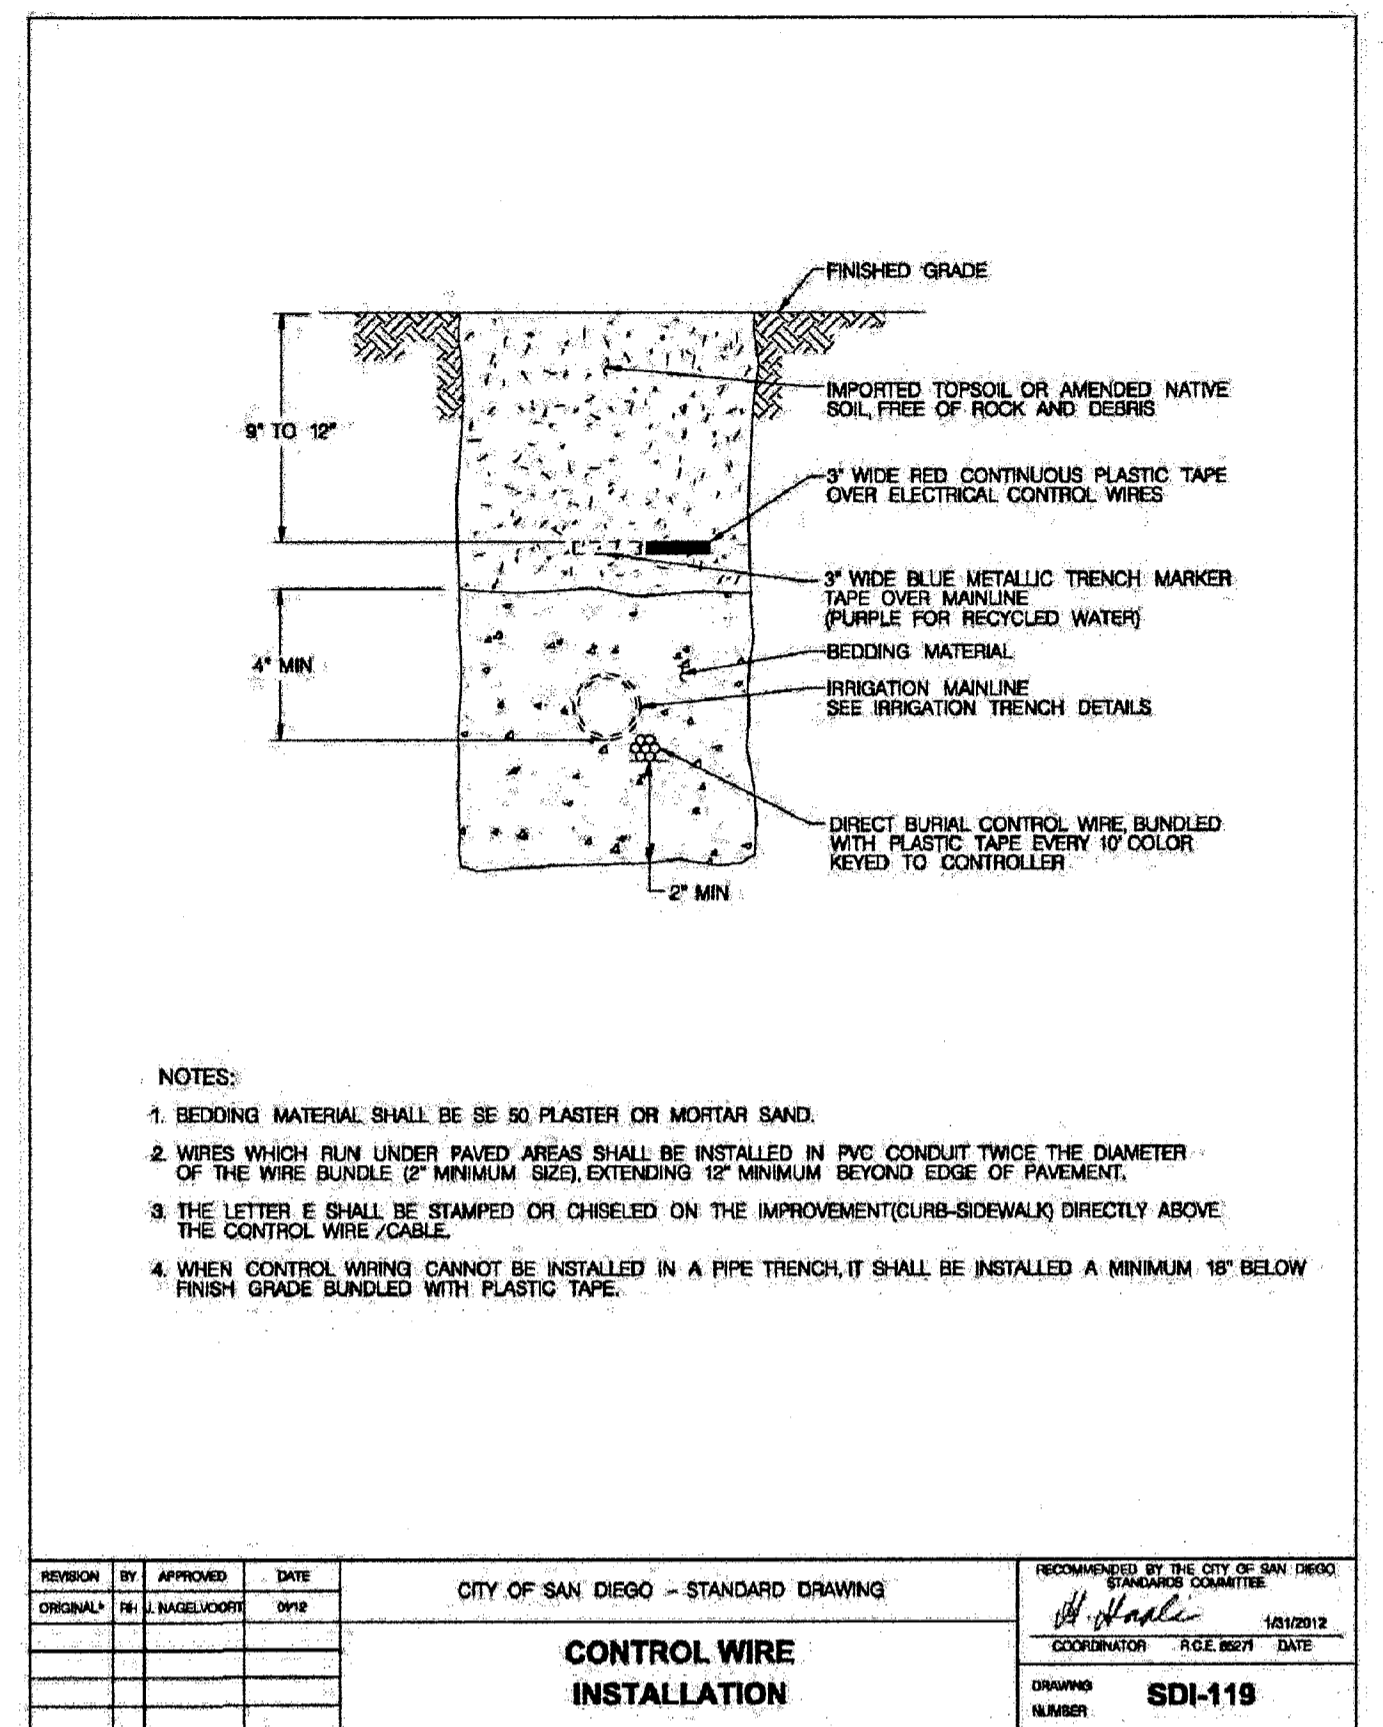 FINISHED GRADE
IMPORTED TOPSOIL OR AMENDED NATIVE
SOIL, FREE OF ROCK AND DEBRIS
9" TO 12"
3" WIDE RED CONTINUOUS PLASTIC TAPE
OVER ELECTRICAL CONTROL WIRES
3" WIDE BLUE METALLIC TRENCH MARKER
TAPE OVER MAINLINE
(PURPLE FOR RECYCLED WATER)
BEDDING MATERIAL
4" MIN
IRRIGATION MAINLINE
SEE IRRIGATION TRENCH DETAILS
DIRECT BURIAL CONTROL WIRE, BUNDLED
WITH PLASTIC TAPE EVERY 10' COLOR
KEYED TO CONTROLLER
2" MIN
NOTES:
1. BEDDING MATERIAL SHALL BE SE 50 PLASTER OR MORTAR SAND.
2. WIRES WHICH RUN UNDER PAVED AREAS SHALL BE INSTALLED IN PVC CONDUIT TWICE THE DIAMETER
OF THE WIRE BUNDLE (2" MINIMUM SIZE), EXTENDING 12" MINIMUM BEYOND EDGE OF PAVEMENT.
3. THE LETTER E SHALL BE STAMPED OR CHISELED ON THE IMPROVEMENT(CURB-SIDEWALK) DIRECTLY ABOVE
THE CONTROL WIRE /CABLE.
4. WHEN CONTROL WIRING CANNOT BE INSTALLED IN A PIPE TRENCH, IT SHALL BE INSTALLED A MINIMUM 18" BELOW
FINISH GRADE BUNDLED WITH PLASTIC TAPE.
REVISION BY APPROVED DATE
ORIGINAL RH J. NAGELVOORT 01/12
CITY OF SAN DIEGO - STANDARD DRAWING
CONTROL WIRE
INSTALLATION
RECOMMENDED BY THE CITY OF SAN DIEGO
STANDARDS COMMITTEE
1/31/2012
COORDINATOR R.C.E. DATE
DRAWING
NUMBER
SDI-119